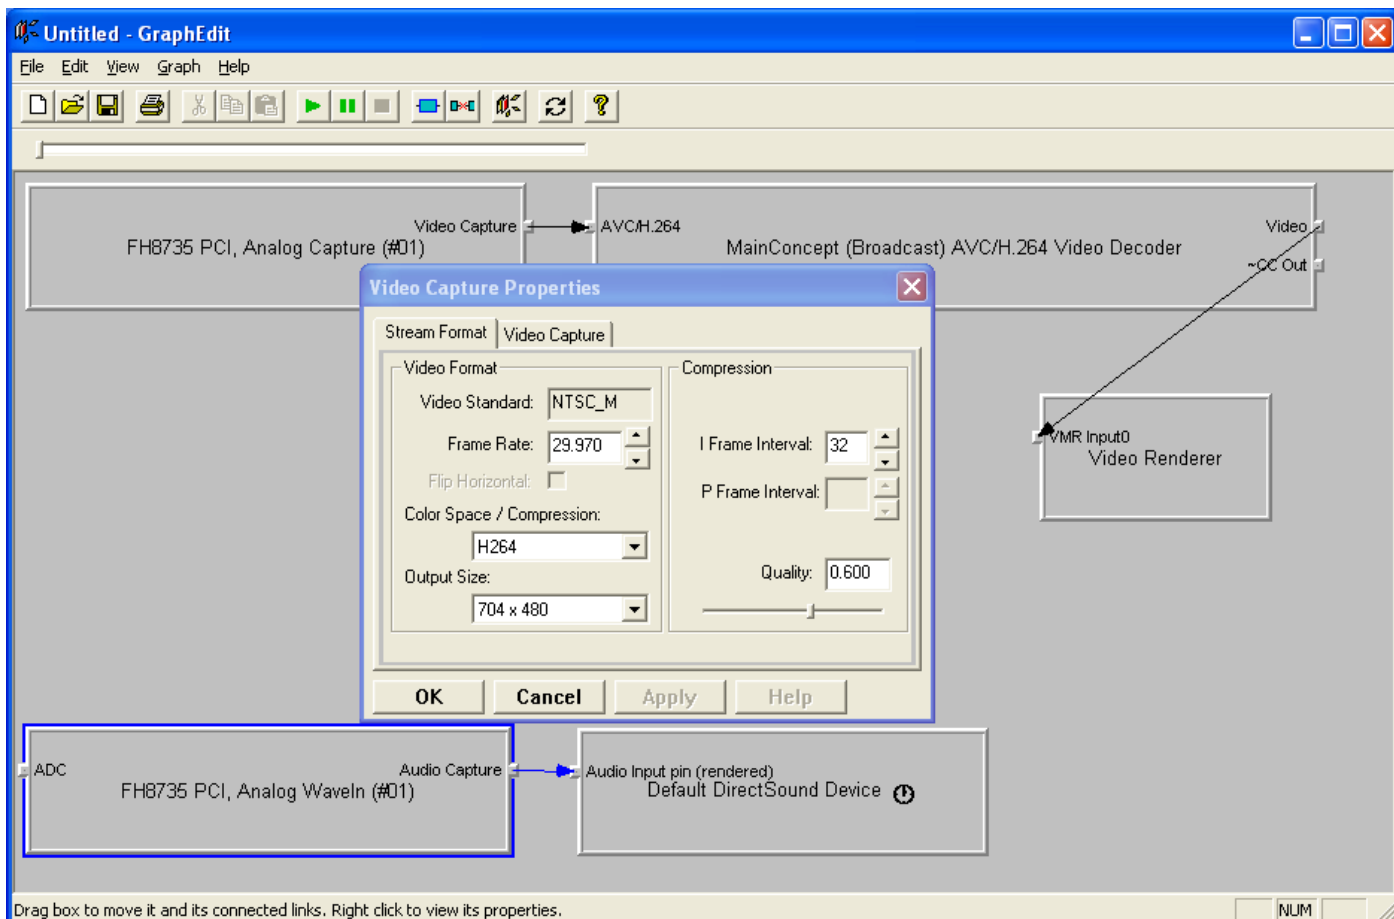 Untitled - GraphEdit
File Edit View Graph Help
Video Capture
AVC/H.264
Video
FH8735 PCI, Analog Capture (#01)
MainConcept (Broadcast) AVC/H.264 Video Decoder
~CC Out
Video Capture Properties
Stream Format
Video Capture
Video Format
Video Standard: NTSC_M
Frame Rate: 29.970
Flip Horizontal:
Color Space / Compression:
H264
Output Size:
704 x 480
Compression
I Frame Interval: 32
P Frame Interval:
Quality: 0.600
OK Cancel Apply Help
VMR Input0
Video Renderer
ADC
Audio Capture
FH8735 PCI, Analog WaveIn (#01)
Audio Input pin (rendered)
Default DirectSound Device
Drag box to move it and its connected links. Right click to view its properties.
NUM